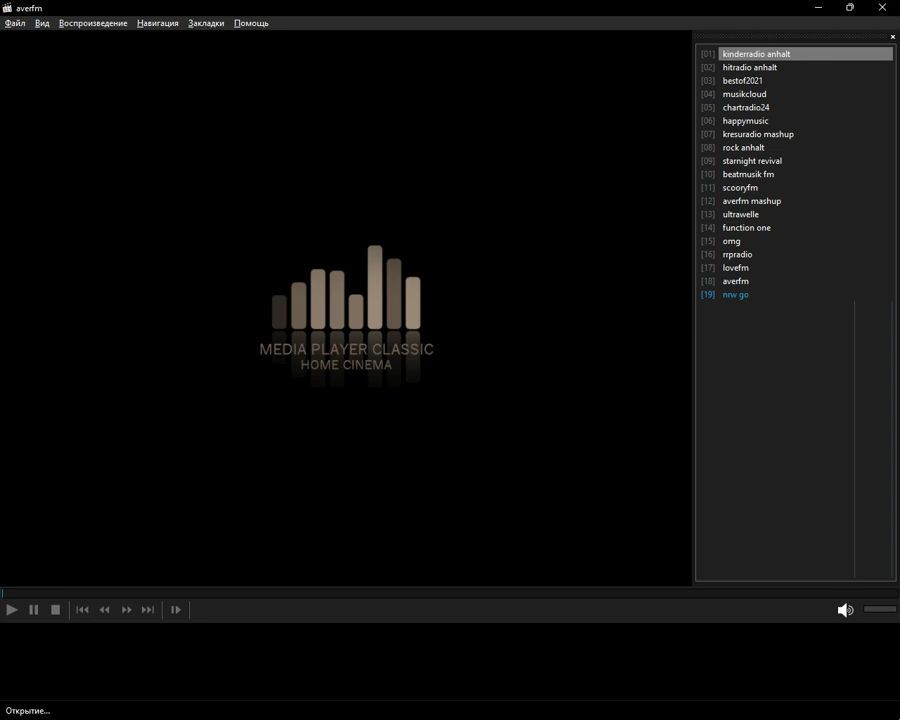 averfm
Файл Вид Воспроизведение Навигация Закладки Помощь
[01] kinderradio anhalt
[02] hitradio anhalt
[03] bestof2021
[04] musikcloud
[05] chartradio24
[06] happymusic
[07] kresuradio mashup
[08] rock anhalt
[09] starnight revival
[10] beatmusik fm
[11] scooryfm
[12] averfm mashup
[13] ultrawelle
[14] function one
[15] omg
[16] rrpradio
[17] lovefm
[18] averfm
[19] nrw go
MEDIA PLAYER CLASSIC
HOME CINEMA
Открытие...